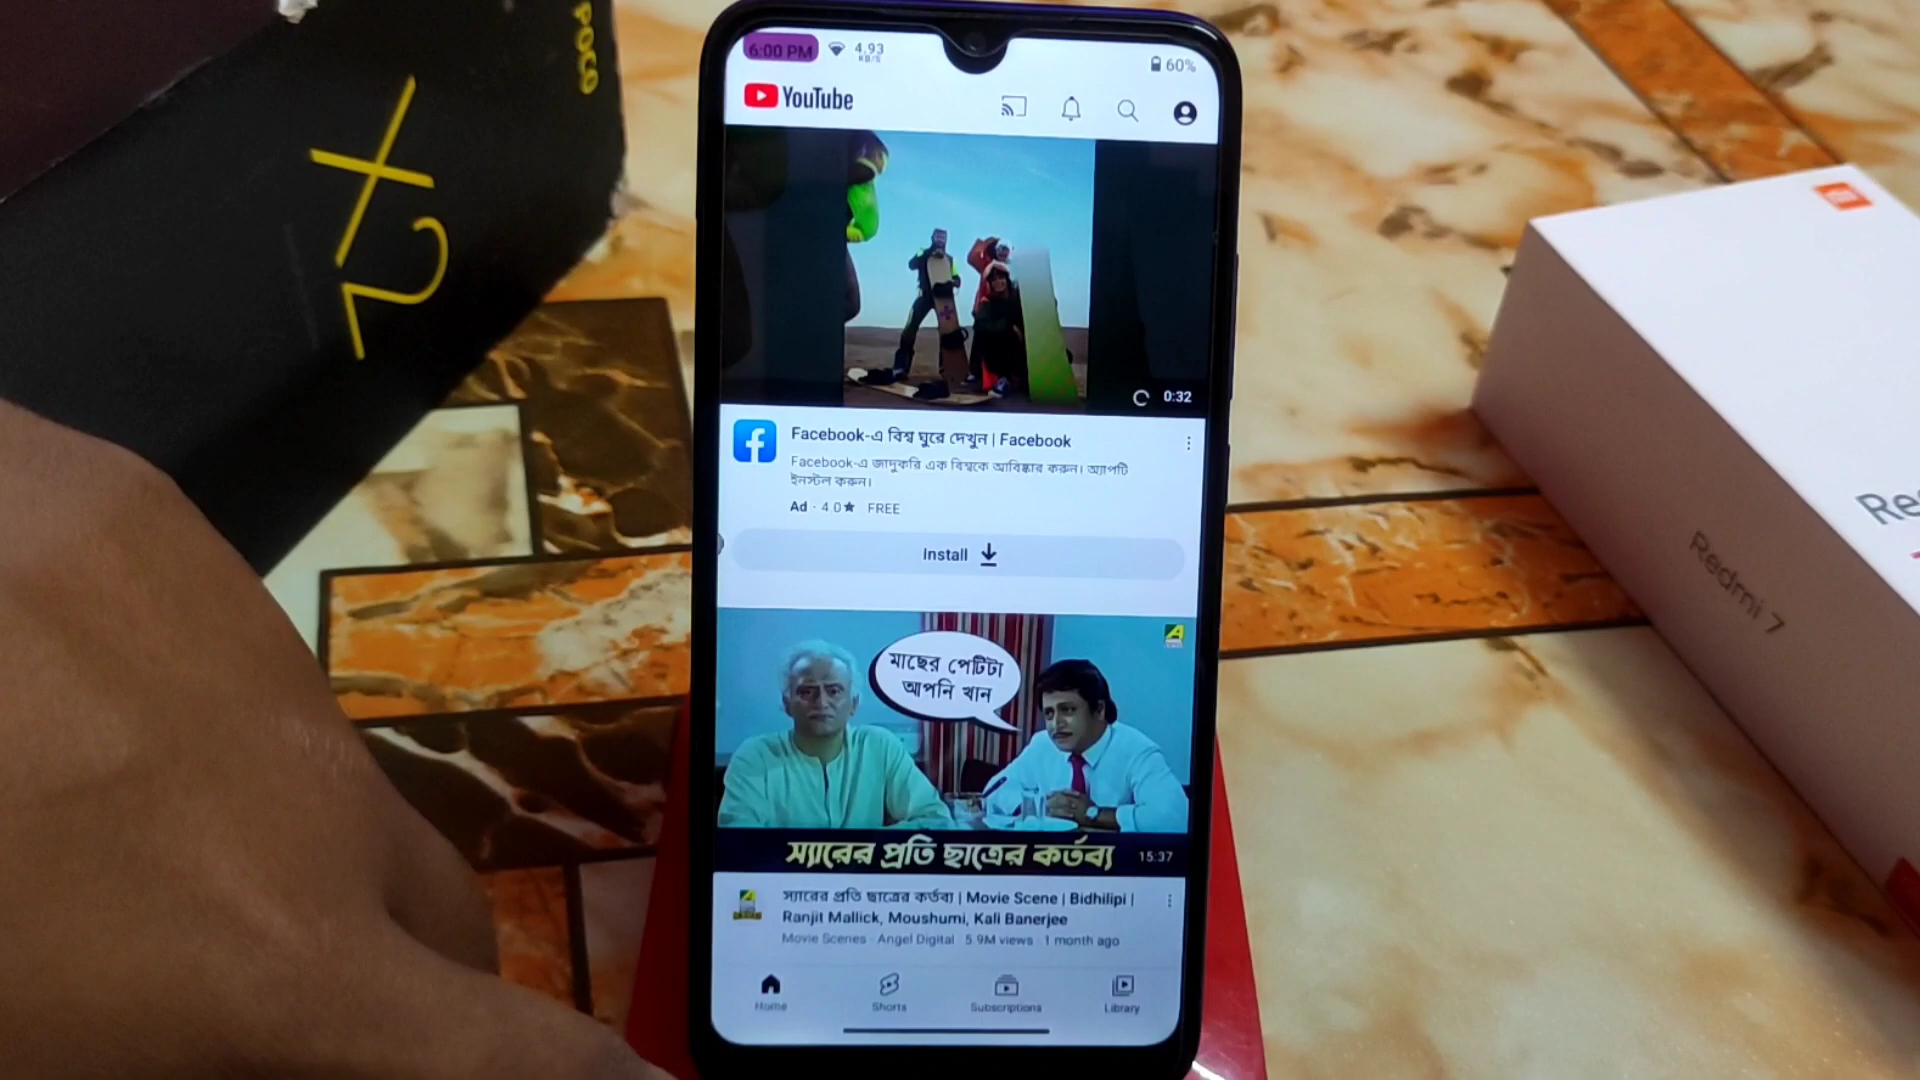 POCO
X2
6:00 PM 4.93 KB/S 60%
YouTube
0:32
Facebook-এ বিশ্ব ঘুরে দেখুন | Facebook
Facebook-এ জাদুকরি এক বিশ্বকে আবিষ্কার করুন। অ্যাপটি
ইনস্টল করুন।
Ad · 4.0★ FREE
Install
মাছের পেটিটা
আপনি খান
স্যারের প্রতি ছাত্রের কর্তব্য 15:37
স্যারের প্রতি ছাত্রের কর্তব্য | Movie Scene | Bidhilipi |
Ranjit Mallick, Moushumi, Kali Banerjee
Movie Scenes - Angel Digital 5.9M views 1 month ago
Home Shorts Subscriptions Library
Redmi 7